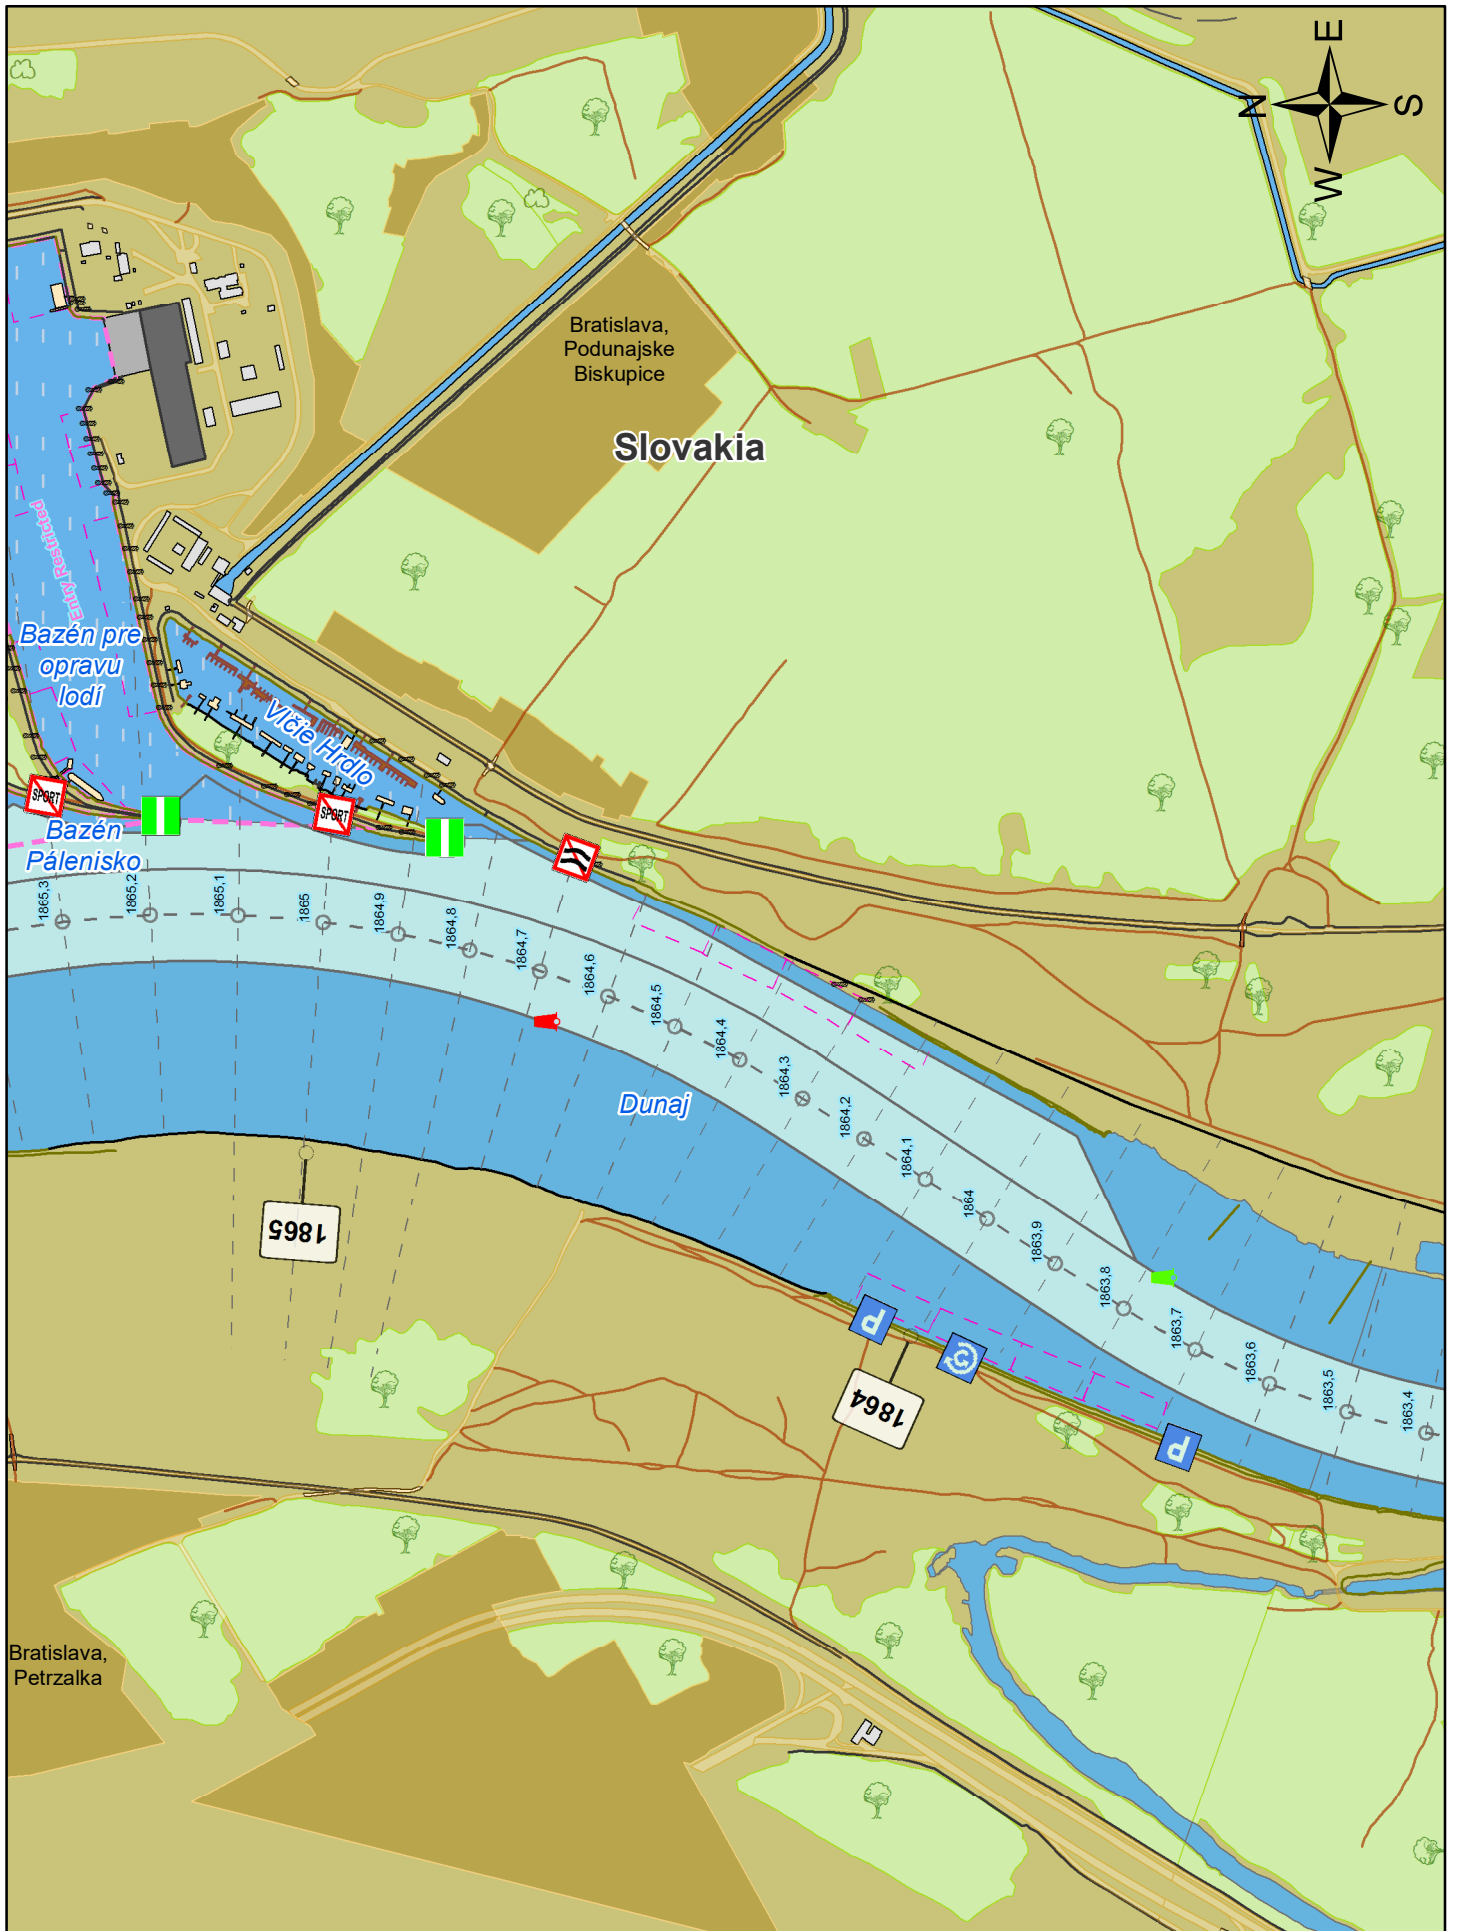 E
N
S
W
Bratislava,
Podunajske
Biskupice
Slovakia
Entry Restricted
Bazén pre
opravu
lodí
Vlčie Hrdlo
SPORT
SPORT
Bazén
Pálenisko
1865,3
1865,2
1865,1
1865
1864,9
1864,8
1864,7
1864,6
1864,5
1864,4
1864,3
1864,2
1864,1
1864
1863,9
1863,8
1863,7
1863,6
1863,5
1863,4
Dunaj
1865
P
1864
P
Bratislava,
Petrzalka